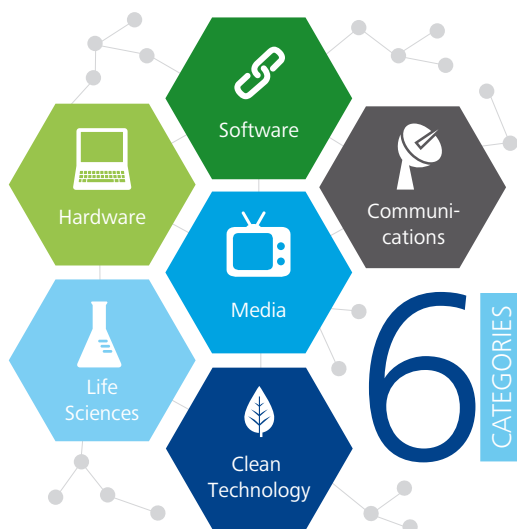 Software
Hardware
Communi-
cations
Media
Life
Sciences
Clean
Technology
6
CATEGORIES